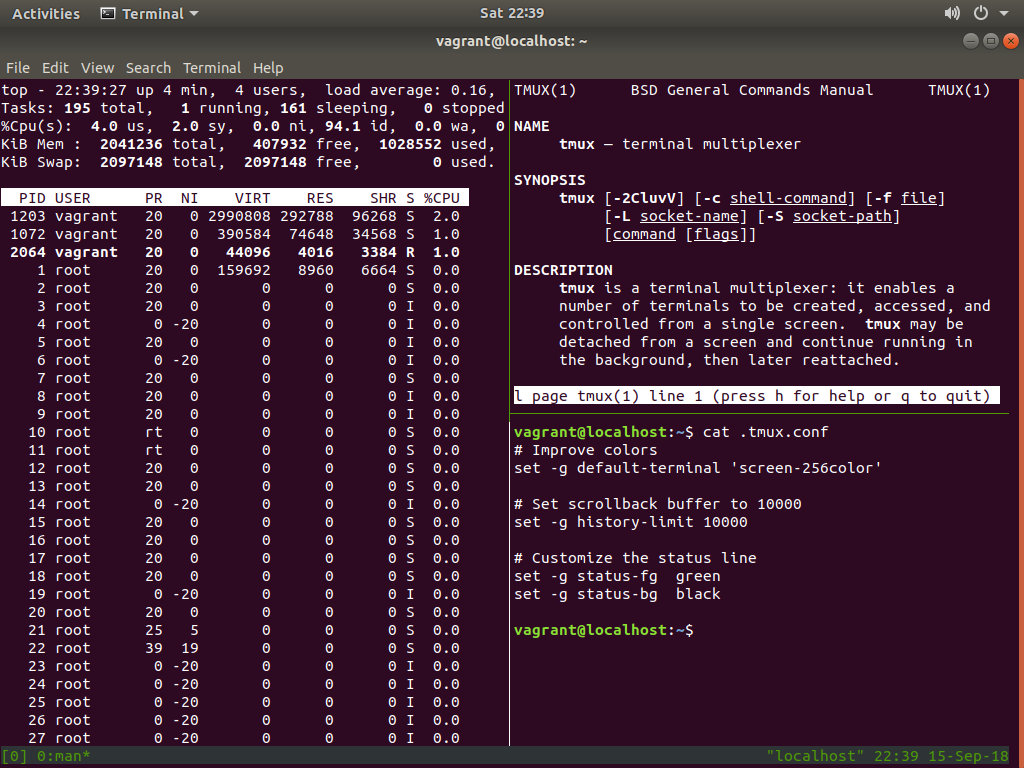 Activities Terminal Sat 22:39
vagrant@localhost: ~
File Edit View Search Terminal Help
top - 22:39:27 up 4 min,  4 users,  load average: 0.16,
Tasks: 195 total,   1 running, 161 sleeping,   0 stopped
%Cpu(s):  4.0 us,  2.0 sy,  0.0 ni, 94.1 id,  0.0 wa,  0
KiB Mem :  2041236 total,   407932 free,  1028552 used,
KiB Swap:  2097148 total,  2097148 free,        0 used.
PID USER      PR  NI    VIRT    RES    SHR S %CPU
1203 vagrant   20   0 2990808 292788  96268 S  2.0
1072 vagrant   20   0  390584  74648  34568 S  1.0
2064 vagrant   20   0   44096   4016   3384 R  1.0
1 root      20   0  159692   8960   6664 S  0.0
2 root      20   0       0      0      0 S  0.0
3 root      20   0       0      0      0 I  0.0
4 root       0 -20       0      0      0 I  0.0
5 root      20   0       0      0      0 I  0.0
6 root       0 -20       0      0      0 I  0.0
7 root      20   0       0      0      0 S  0.0
8 root      20   0       0      0      0 I  0.0
9 root      20   0       0      0      0 I  0.0
10 root      rt   0       0      0      0 S  0.0
11 root      rt   0       0      0      0 S  0.0
12 root      20   0       0      0      0 S  0.0
13 root      20   0       0      0      0 S  0.0
14 root       0 -20       0      0      0 I  0.0
15 root      20   0       0      0      0 S  0.0
16 root      20   0       0      0      0 S  0.0
17 root      20   0       0      0      0 S  0.0
18 root      20   0       0      0      0 S  0.0
19 root       0 -20       0      0      0 I  0.0
20 root      20   0       0      0      0 S  0.0
21 root      25   5       0      0      0 S  0.0
22 root      39  19       0      0      0 S  0.0
23 root       0 -20       0      0      0 I  0.0
24 root       0 -20       0      0      0 I  0.0
25 root       0 -20       0      0      0 I  0.0
26 root       0 -20       0      0      0 I  0.0
27 root       0 -20       0      0      0 I  0.0
TMUX(1)      BSD General Commands Manual      TMUX(1)
NAME
tmux — terminal multiplexer
SYNOPSIS
tmux [-2CluvV] [-c shell-command] [-f file]
[-L socket-name] [-S socket-path]
[command [flags]]
DESCRIPTION
tmux is a terminal multiplexer: it enables a
number of terminals to be created, accessed, and
controlled from a single screen.  tmux may be
detached from a screen and continue running in
the background, then later reattached.
l page tmux(1) line 1 (press h for help or q to quit)
vagrant@localhost:~$ cat .tmux.conf
# Improve colors
set -g default-terminal 'screen-256color'
# Set scrollback buffer to 10000
set -g history-limit 10000
# Customize the status line
set -g status-fg  green
set -g status-bg  black
vagrant@localhost:~$
[0] 0:man* "localhost" 22:39 15-Sep-18